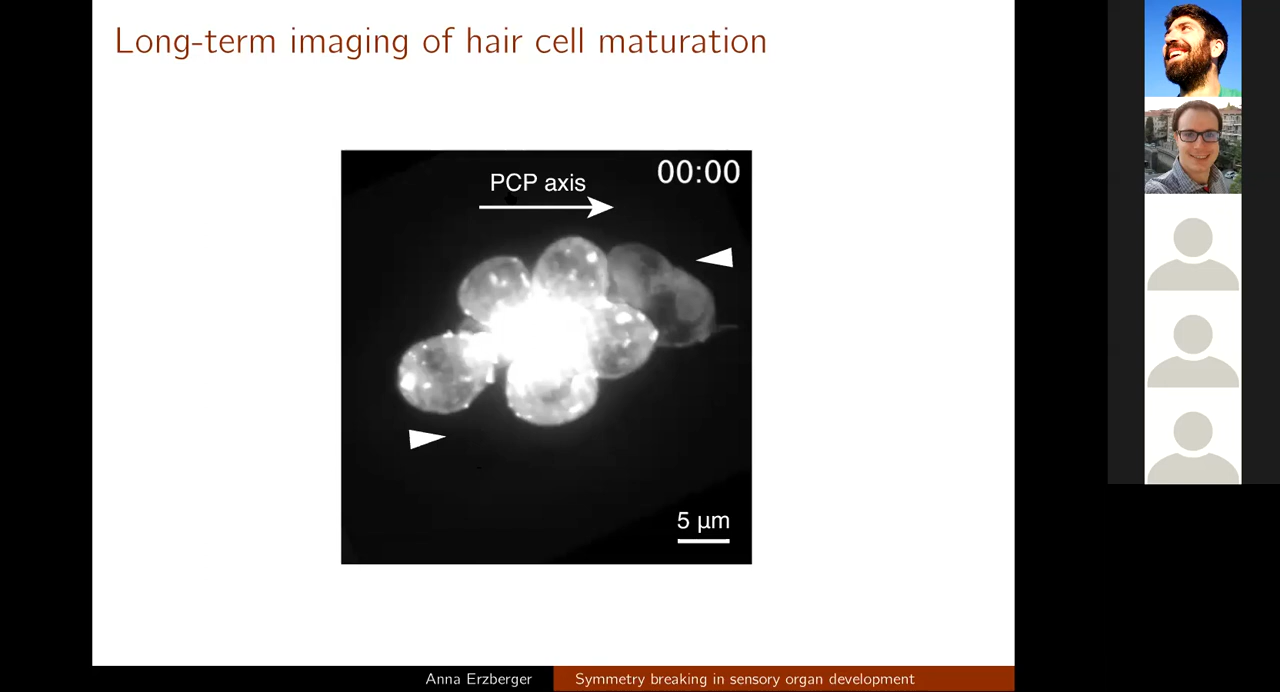 Long-term imaging of hair cell maturation
PCP axis
00:00
5 µm
Anna Erzberger
Symmetry breaking in sensory organ development